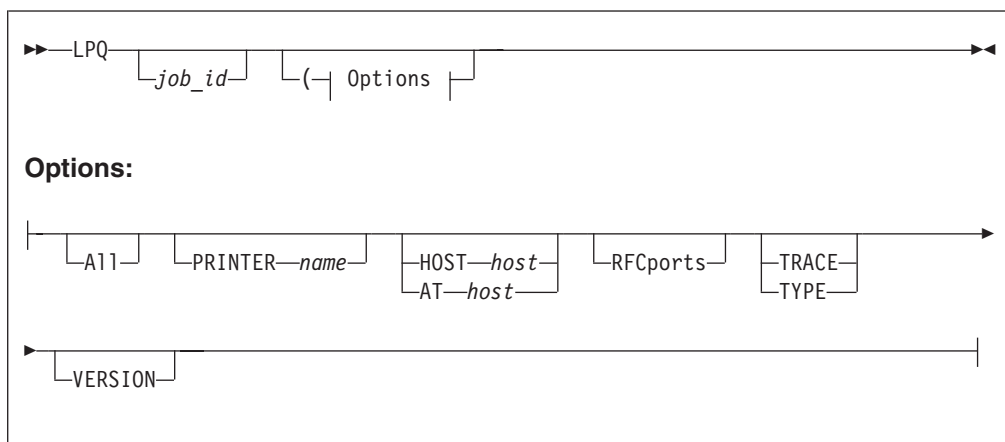 LPQ
job_id ( Options
Options:
All PRINTER name HOST host RFCports TRACE
AT host TYPE
VERSION